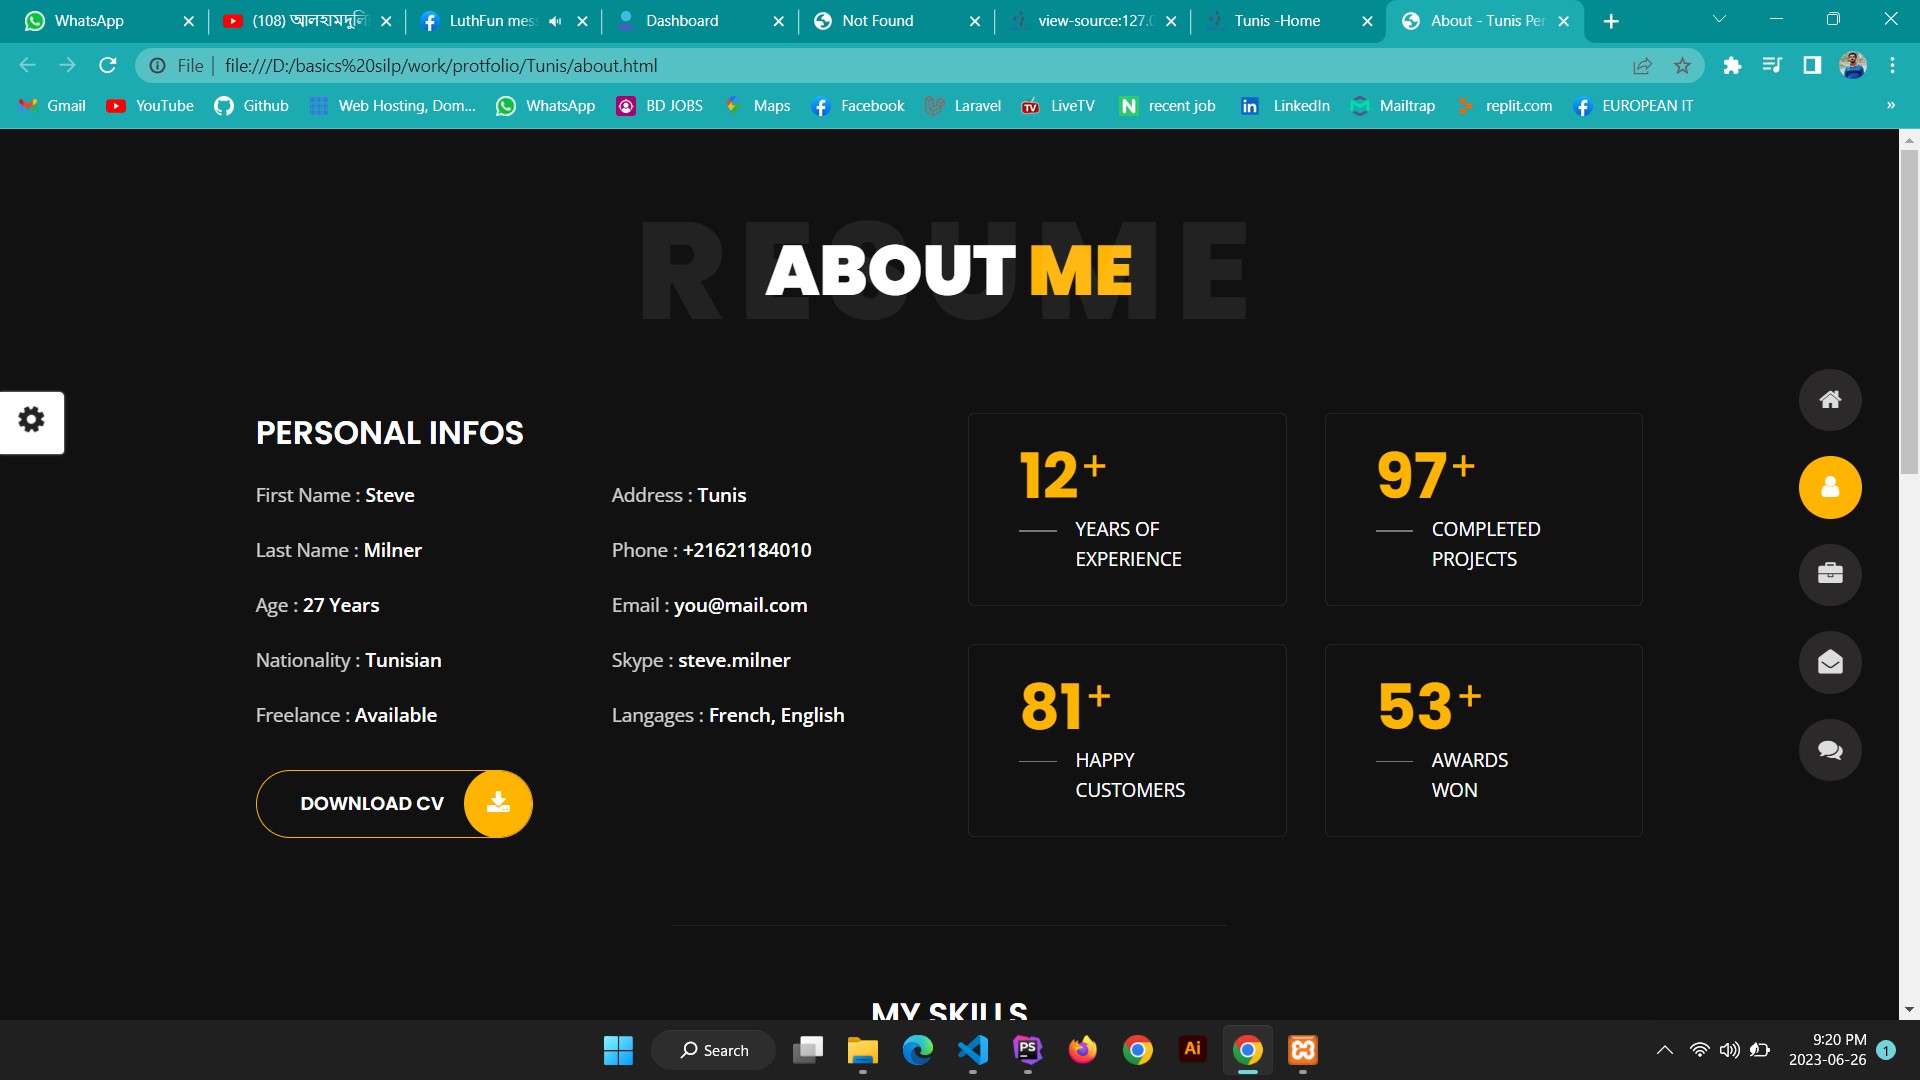 WhatsApp
(108) আলহামদুলি
LuthFun mes
Dashboard
Not Found
view-source:127.0
Tunis -Home
About - Tunis Per
File
file:///D:/basics%20silp/work/protfolio/Tunis/about.html
Gmail
YouTube
Github
Web Hosting, Dom...
WhatsApp
BD JOBS
Maps
Facebook
Laravel
LiveTV
recent job
LinkedIn
Mailtrap
replit.com
EUROPEAN IT
»
RESUME
ABOUT ME
PERSONAL INFOS
First Name : Steve
Last Name : Milner
Age : 27 Years
Nationality : Tunisian
Freelance : Available
Address : Tunis
Phone : +21621184010
Email : you@mail.com
Skype : steve.milner
Langages : French, English
DOWNLOAD CV
12+
YEARS OF
EXPERIENCE
97+
COMPLETED
PROJECTS
81+
HAPPY
CUSTOMERS
53+
AWARDS
WON
MY SKILLS
Search
PS
Ai
9:20 PM
2023-06-26
1